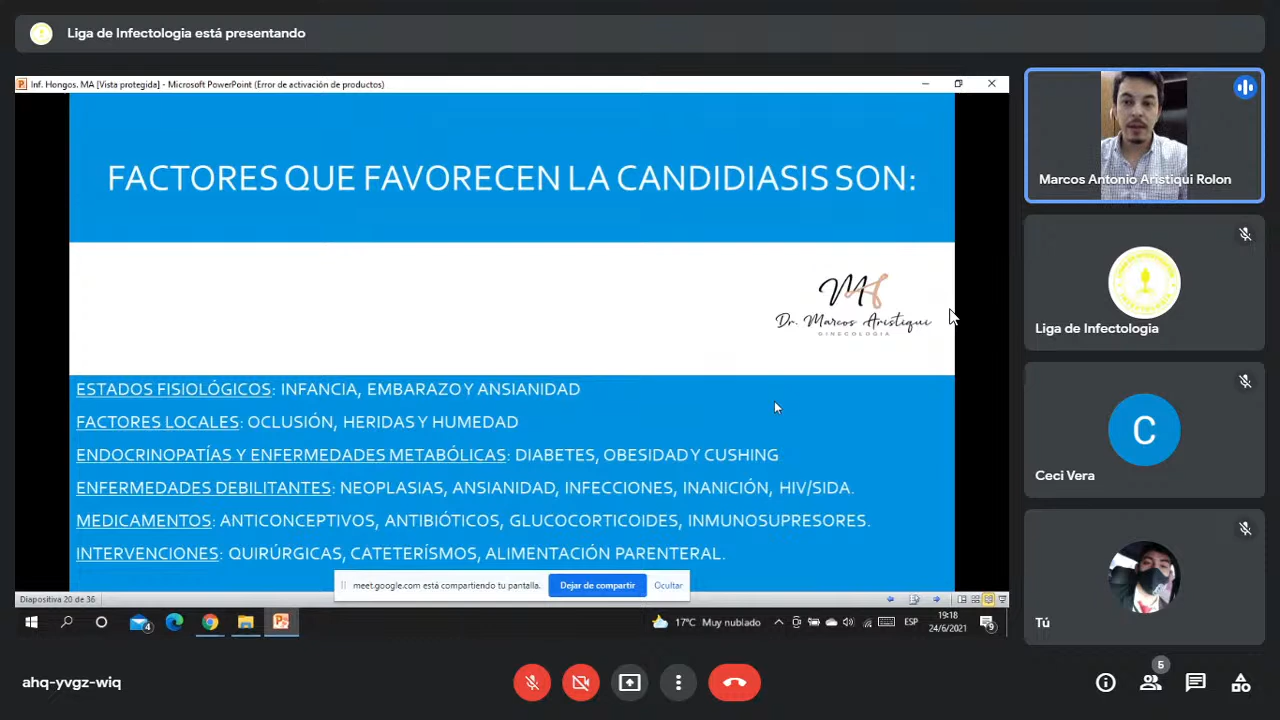 Liga de Infectologia está presentando
Inf. Hongos. MA [Vista protegida] - Microsoft PowerPoint (Error de activación de productos)
FACTORES QUE FAVORECEN LA CANDIDIASIS SON:
MA
Dr. Marcos Aristiqui
GINECOLOGIA
ESTADOS FISIOLÓGICOS: INFANCIA, EMBARAZO Y ANSIANIDAD
FACTORES LOCALES: OCLUSIÓN, HERIDAS Y HUMEDAD
ENDOCRINOPATÍAS Y ENFERMEDADES METABÓLICAS: DIABETES, OBESIDAD Y CUSHING
ENFERMEDADES DEBILITANTES: NEOPLASIAS, ANSIANIDAD, INFECCIONES, INANICIÓN, HIV/SIDA.
MEDICAMENTOS: ANTICONCEPTIVOS, ANTIBIÓTICOS, GLUCOCORTICOIDES, INMUNOSUPRESORES.
INTERVENCIONES: QUIRÚRGICAS, CATETERÍSMOS, ALIMENTACIÓN PARENTERAL.
meet.google.com está compartiendo tu pantalla.
Dejar de compartir
Ocultar
Diapositiva 20 de 36
4
17°C Muy nublado
ESP
19:18
24/6/2021
9
Marcos Antonio Aristiqui Rolon
Liga de Infectologia
C
Ceci Vera
Tú
ahq-yvgz-wiq
5